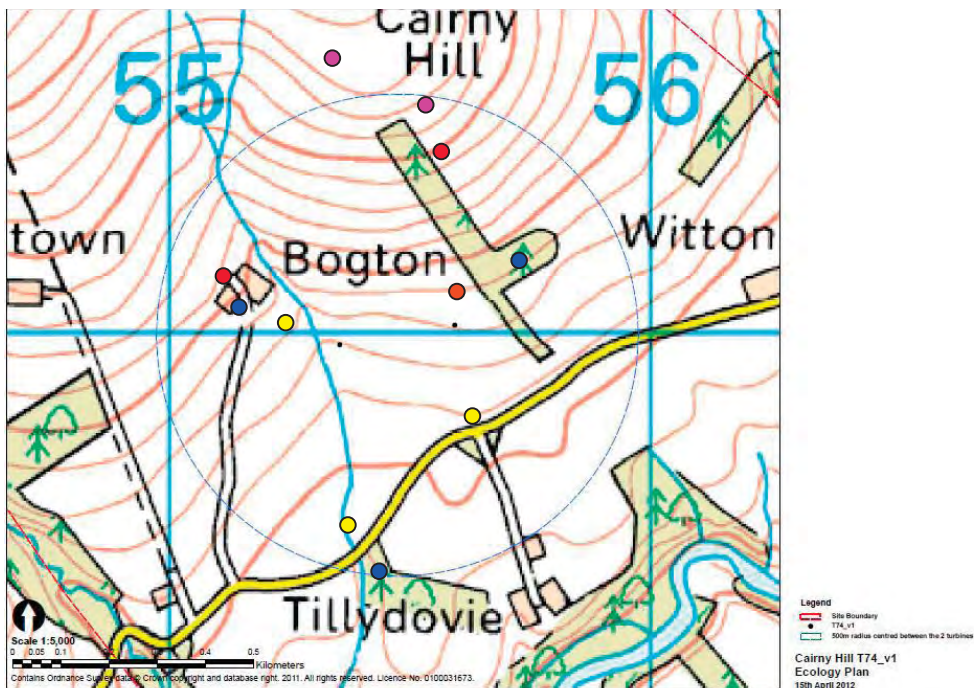 Cairny
Hill
55
56
town
Bogton
Witton
Tillydovie
Scale 1:5,000
0 0.05 0.1 0.2 0.3 0.4 0.5
Kilometers
Contains Ordnance Survey data © Crown copyright and database right. 2011. All rights reserved. Licence No. 0100031673.
Legend
Site Boundary
T74_v1
500m radius centred between the 2 turbines
Cairny Hill T74_v1
Ecology Plan
15th April 2012